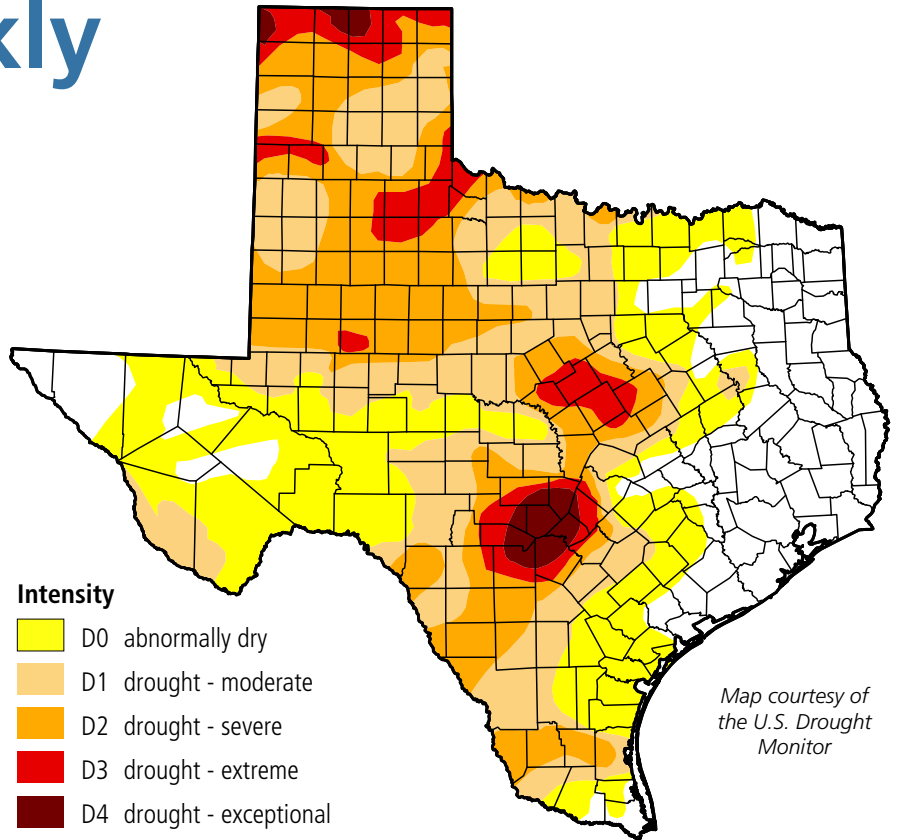 kly
Intensity
D0 abnormally dry
D1 drought - moderate
D2 drought - severe
D3 drought - extreme
D4 drought - exceptional
Map courtesy of
the U.S. Drought
Monitor